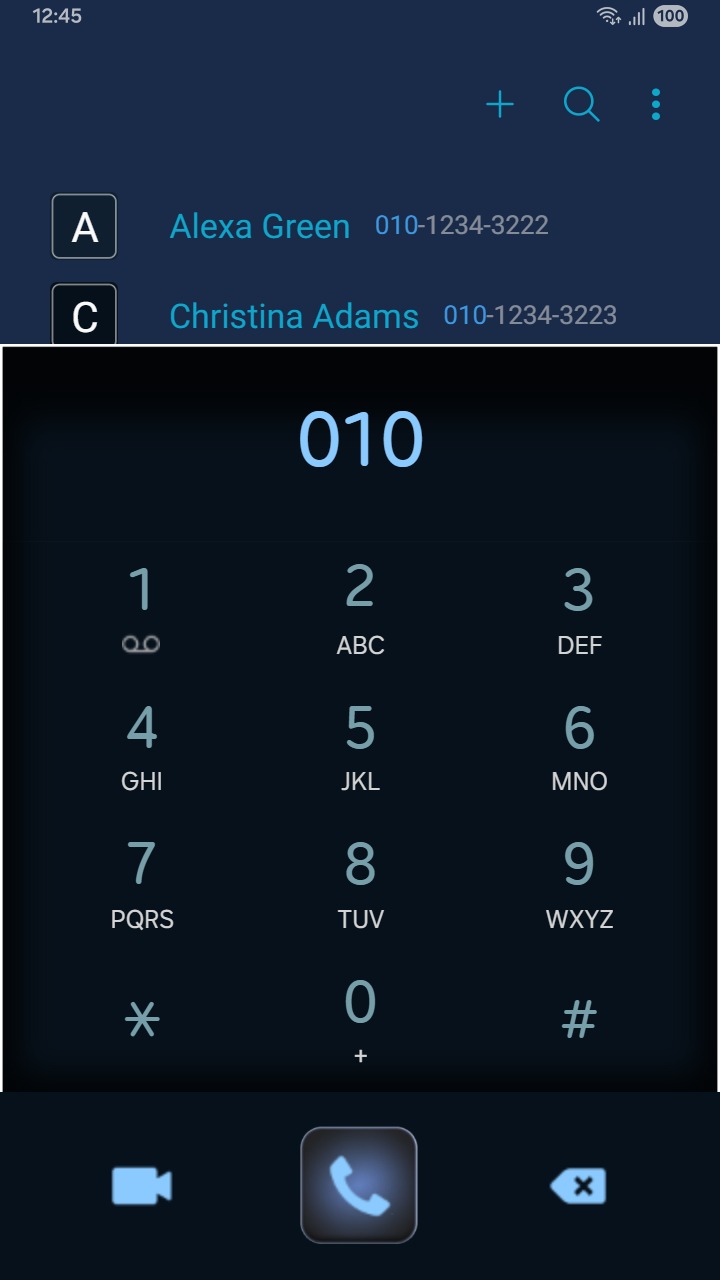 12:45 100
A Alexa Green 010-1234-3222
C Christina Adams 010-1234-3223
010
1 2 3
ABC DEF
4 5 6
GHI JKL MNO
7 8 9
PQRS TUV WXYZ
* 0 #
+